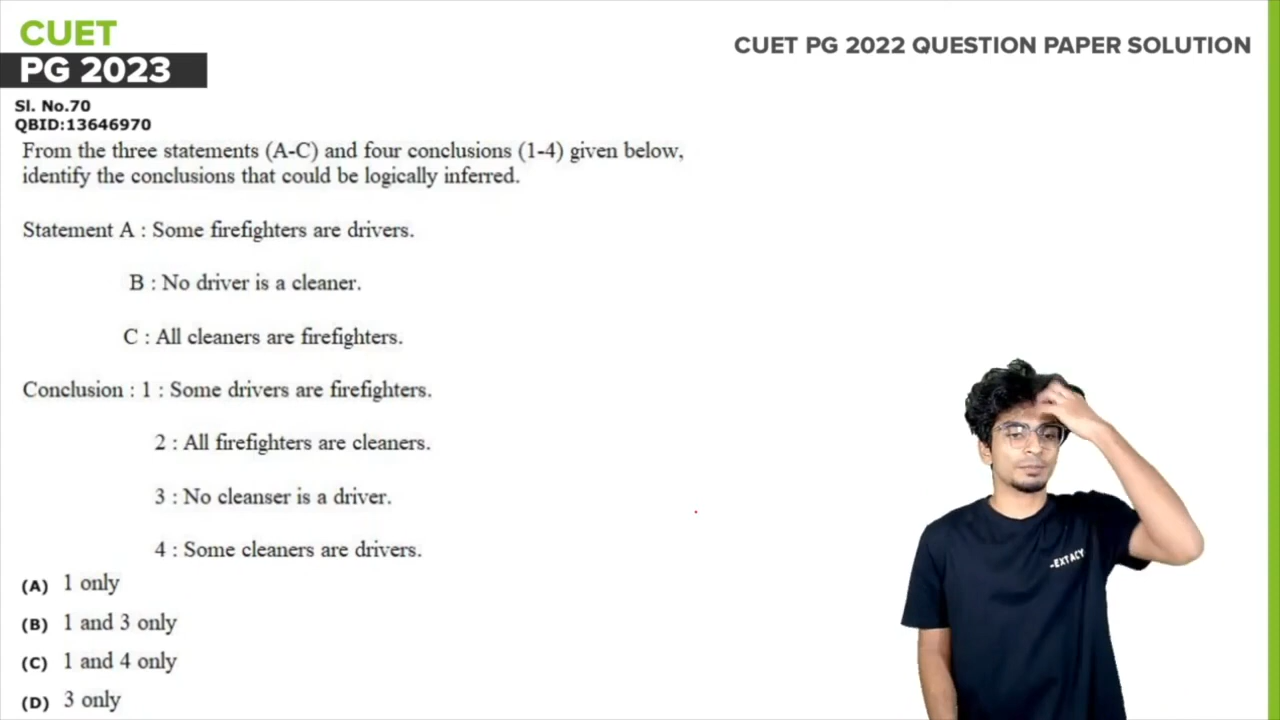 CUET
PG 2023
CUET PG 2022 QUESTION PAPER SOLUTION
Sl. No.70
QBID:13646970
From the three statements (A-C) and four conclusions (1-4) given below,
identify the conclusions that could be logically inferred.
Statement A : Some firefighters are drivers.
B : No driver is a cleaner.
C : All cleaners are firefighters.
Conclusion : 1 : Some drivers are firefighters.
2 : All firefighters are cleaners.
3 : No cleanser is a driver.
4 : Some cleaners are drivers.
(A) 1 only
(B) 1 and 3 only
(C) 1 and 4 only
(D) 3 only
-EXTACY